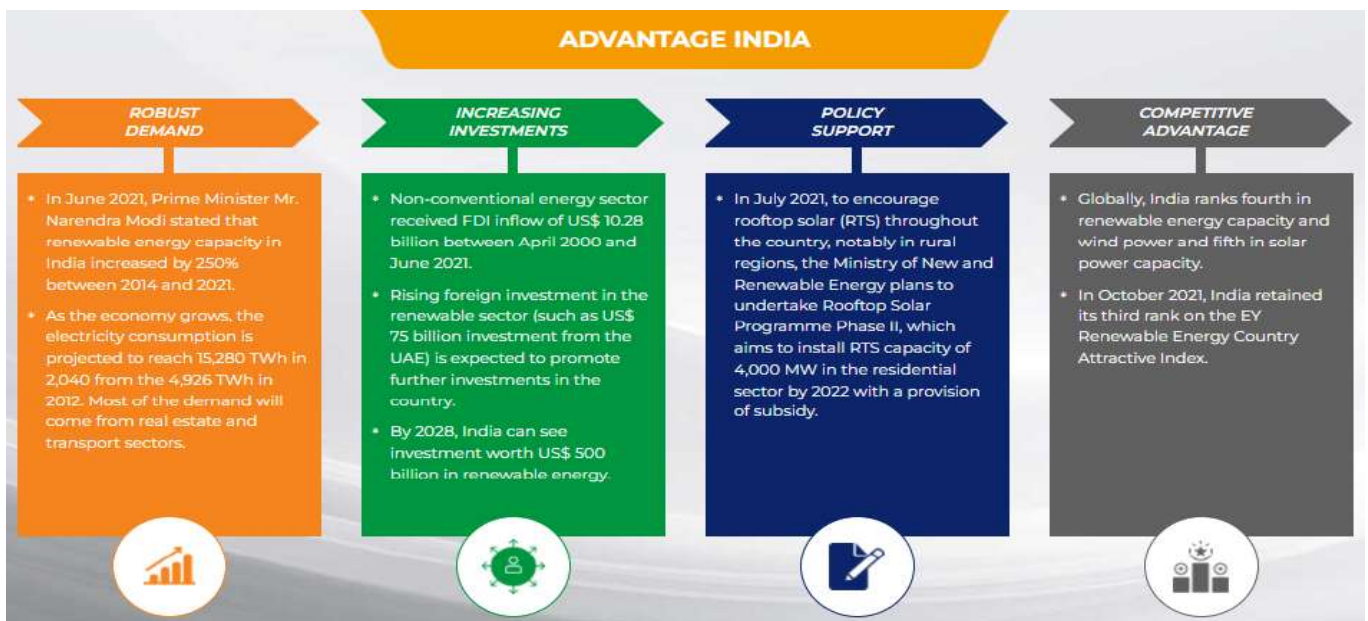 ADVANTAGE INDIA
ROBUST
DEMAND
* In June 2021, Prime Minister Mr.
Narendra Modi stated that
renewable energy capacity in
India increased by 250%
between 2014 and 2021.
* As the economy grows, the
electricity consumption is
projected to reach 15,280 TWh in
2,040 from the 4,926 TWh in
2012. Most of the demand will
come from real estate and
transport sectors.
INCREASING
INVESTMENTS
* Non-conventional energy sector
received FDI inflow of US$ 10.28
billion between April 2000 and
June 2021.
* Rising foreign investment in the
renewable sector (such as US$
75 billion investment from the
UAE) is expected to promote
further investments in the
country.
* By 2028, India can see
investment worth US$ 500
billion in renewable energy.
POLICY
SUPPORT
* In July 2021, to encourage
rooftop solar (RTS) throughout
the country, notably in rural
regions, the Ministry of New and
Renewable Energy plans to
undertake Rooftop Solar
Programme Phase II, which
aims to install RTS capacity of
4,000 MW in the residential
sector by 2022 with a provision
of subsidy.
COMPETITIVE
ADVANTAGE
* Globally, India ranks fourth in
renewable energy capacity and
wind power and fifth in solar
power capacity.
* In October 2021, India retained
its third rank on the EY
Renewable Energy Country
Attractive Index.